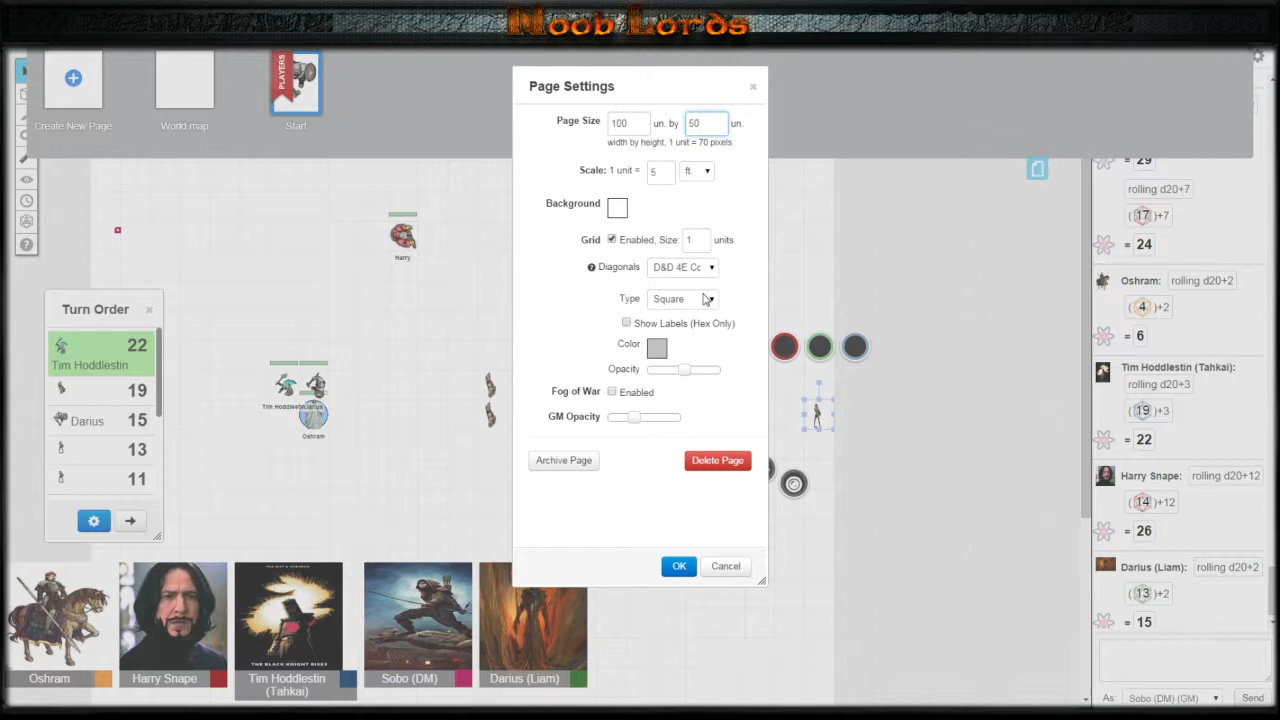 Noob Lords
PLAYERS
Create New Page
World map
Start
Page Settings
Page Size 100 un. by 50 un.
width by height, 1 unit = 70 pixels
Scale: 1 unit = 5 ft.
Background
Grid Enabled, Size: 1 units
Diagonals D&D 4E Cc
Type Square
Show Labels (Hex Only)
Color
Opacity
Fog of War Enabled
GM Opacity
Archive Page Delete Page
OK Cancel
Harry
Oshram
Turn Order
22
Tim Hoddlestin
19
Darius 15
13
11
= 29
rolling d20+7
(17)+7
= 24
Oshram: rolling d20+2
(4)+2
= 6
Tim Hoddlestin (Tahkai):
rolling d20+3
(19)+3
= 22
Harry Snape: rolling d20+12
(14)+12
= 26
Darius (Liam): rolling d20+2
(13)+2
= 15
As: Sobo (DM) (GM) Send
THE BLACK KNIGHT RISES
Oshram
Harry Snape
Tim Hoddlestin
(Tahkai)
Sobo (DM)
Darius (Liam)